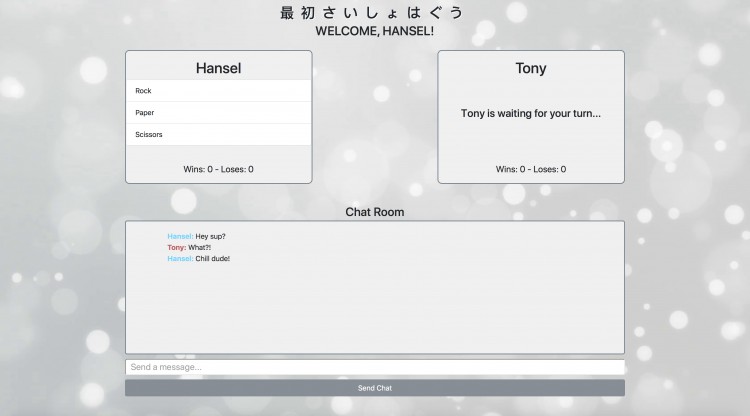 最初さいしょはぐう
WELCOME, HANSEL!
Hansel
Rock
Paper
Scissors
Wins: 0 - Loses: 0
Tony
Tony is waiting for your turn...
Wins: 0 - Loses: 0
Chat Room
Hansel: Hey sup?
Tony: What?!
Hansel: Chill dude!
Send a message...
Send Chat